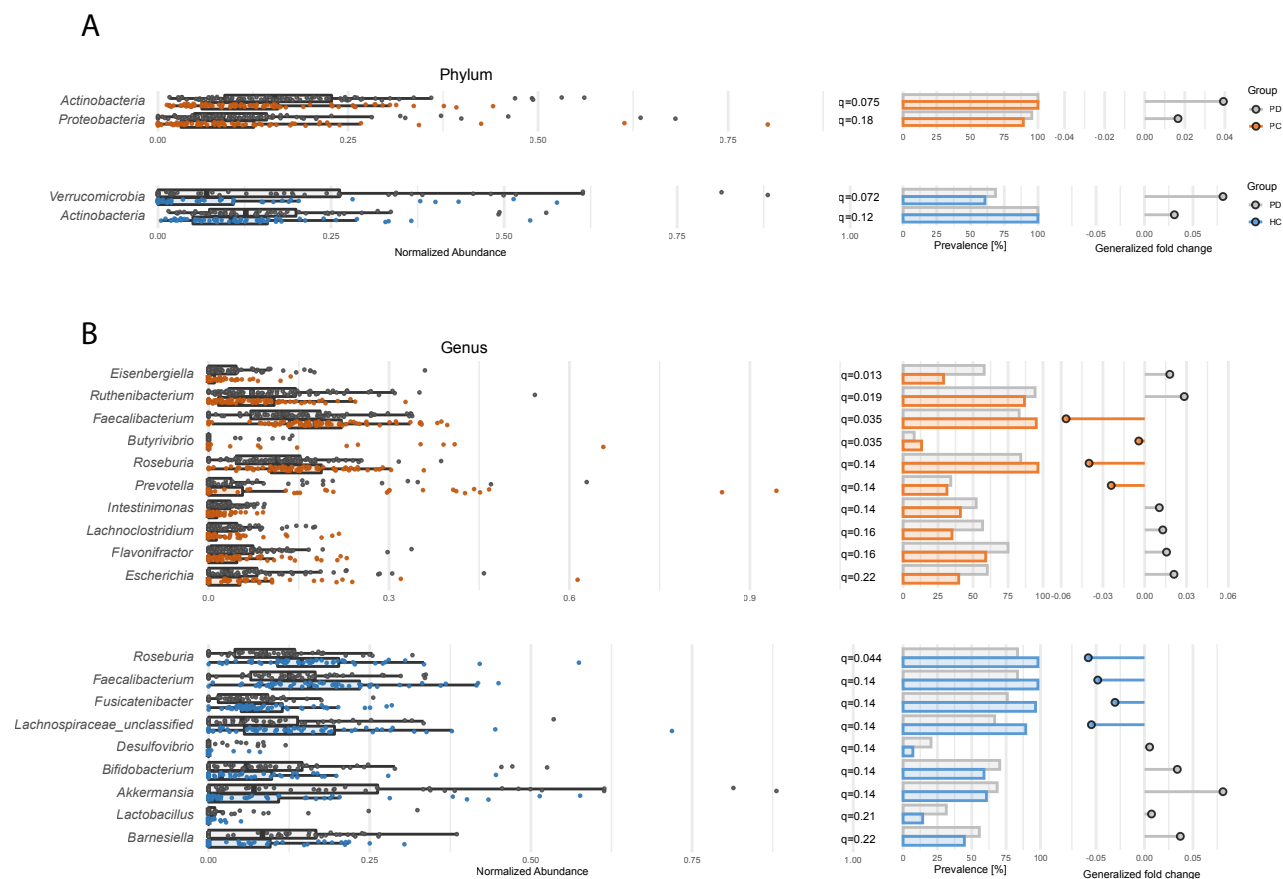 A
Phylum
Actinobacteria
Proteobacteria
0.00 0.25 0.50 0.75
q=0.075
q=0.18
0 25 50 75 100
-0.04 -0.02 0.00 0.02 0.04
Group
PD
PC
Verrucomicrobia
Actinobacteria
0.00 0.25 0.50 0.75 1.00
Normalized Abundance
q=0.072
q=0.12
0 25 50 75 100
Prevalence [%]
-0.05 0.00 0.05
Generalized fold change
Group
PD
HC
B
Genus
Eisenbergiella
Ruthenibacterium
Faecalibacterium
Butyrivibrio
Roseburia
Prevotella
Intestinimonas
Lachnoclostridium
Flavonifractor
Escherichia
0.0 0.3 0.6 0.9
q=0.013
q=0.019
q=0.035
q=0.035
q=0.14
q=0.14
q=0.14
q=0.16
q=0.16
q=0.22
0 25 50 75 100
-0.06 -0.03 0.00 0.03 0.06
Roseburia
Faecalibacterium
Fusicatenibacter
Lachnospiraceae_unclassified
Desulfovibrio
Bifidobacterium
Akkermansia
Lactobacillus
Barnesiella
0.00 0.25 0.50 0.75 1.00
Normalized Abundance
q=0.044
q=0.14
q=0.14
q=0.14
q=0.14
q=0.14
q=0.14
q=0.21
q=0.22
0 25 50 75 100
Prevalence [%]
-0.05 0.00 0.05
Generalized fold change